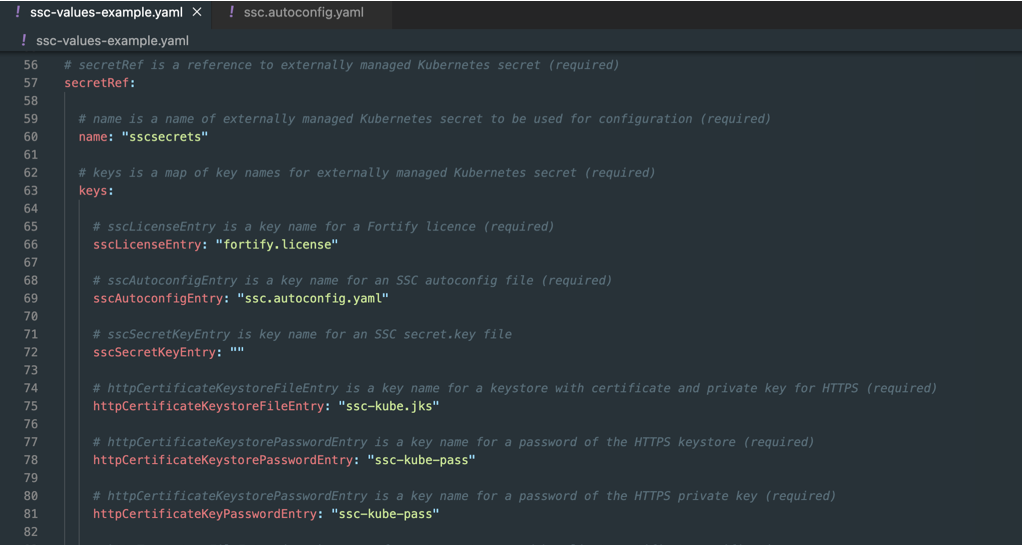 ! ssc-values-example.yaml × ! ssc.autoconfig.yaml
! ssc-values-example.yaml
56 # secretRef is a reference to externally managed Kubernetes secret (required)
57 secretRef:
58
59 # name is a name of externally managed Kubernetes secret to be used for configuration (required)
60 name: "sscsecrets"
61
62 # keys is a map of key names for externally managed Kubernetes secret (required)
63 keys:
64
65 # sscLicenseEntry is a key name for a Fortify licence (required)
66 sscLicenseEntry: "fortify.license"
67
68 # sscAutoconfigEntry is a key name for an SSC autoconfig file (required)
69 sscAutoconfigEntry: "ssc.autoconfig.yaml"
70
71 # sscSecretKeyEntry is key name for an SSC secret.key file
72 sscSecretKeyEntry: ""
73
74 # httpCertificateKeystoreFileEntry is a key name for a keystore with certificate and private key for HTTPS (required)
75 httpCertificateKeystoreFileEntry: "ssc-kube.jks"
76
77 # httpCertificateKeystorePasswordEntry is a key name for a password of the HTTPS keystore (required)
78 httpCertificateKeystorePasswordEntry: "ssc-kube-pass"
79
80 # httpCertificateKeystorePasswordEntry is a key name for a password of the HTTPS private key (required)
81 httpCertificateKeyPasswordEntry: "ssc-kube-pass"
82